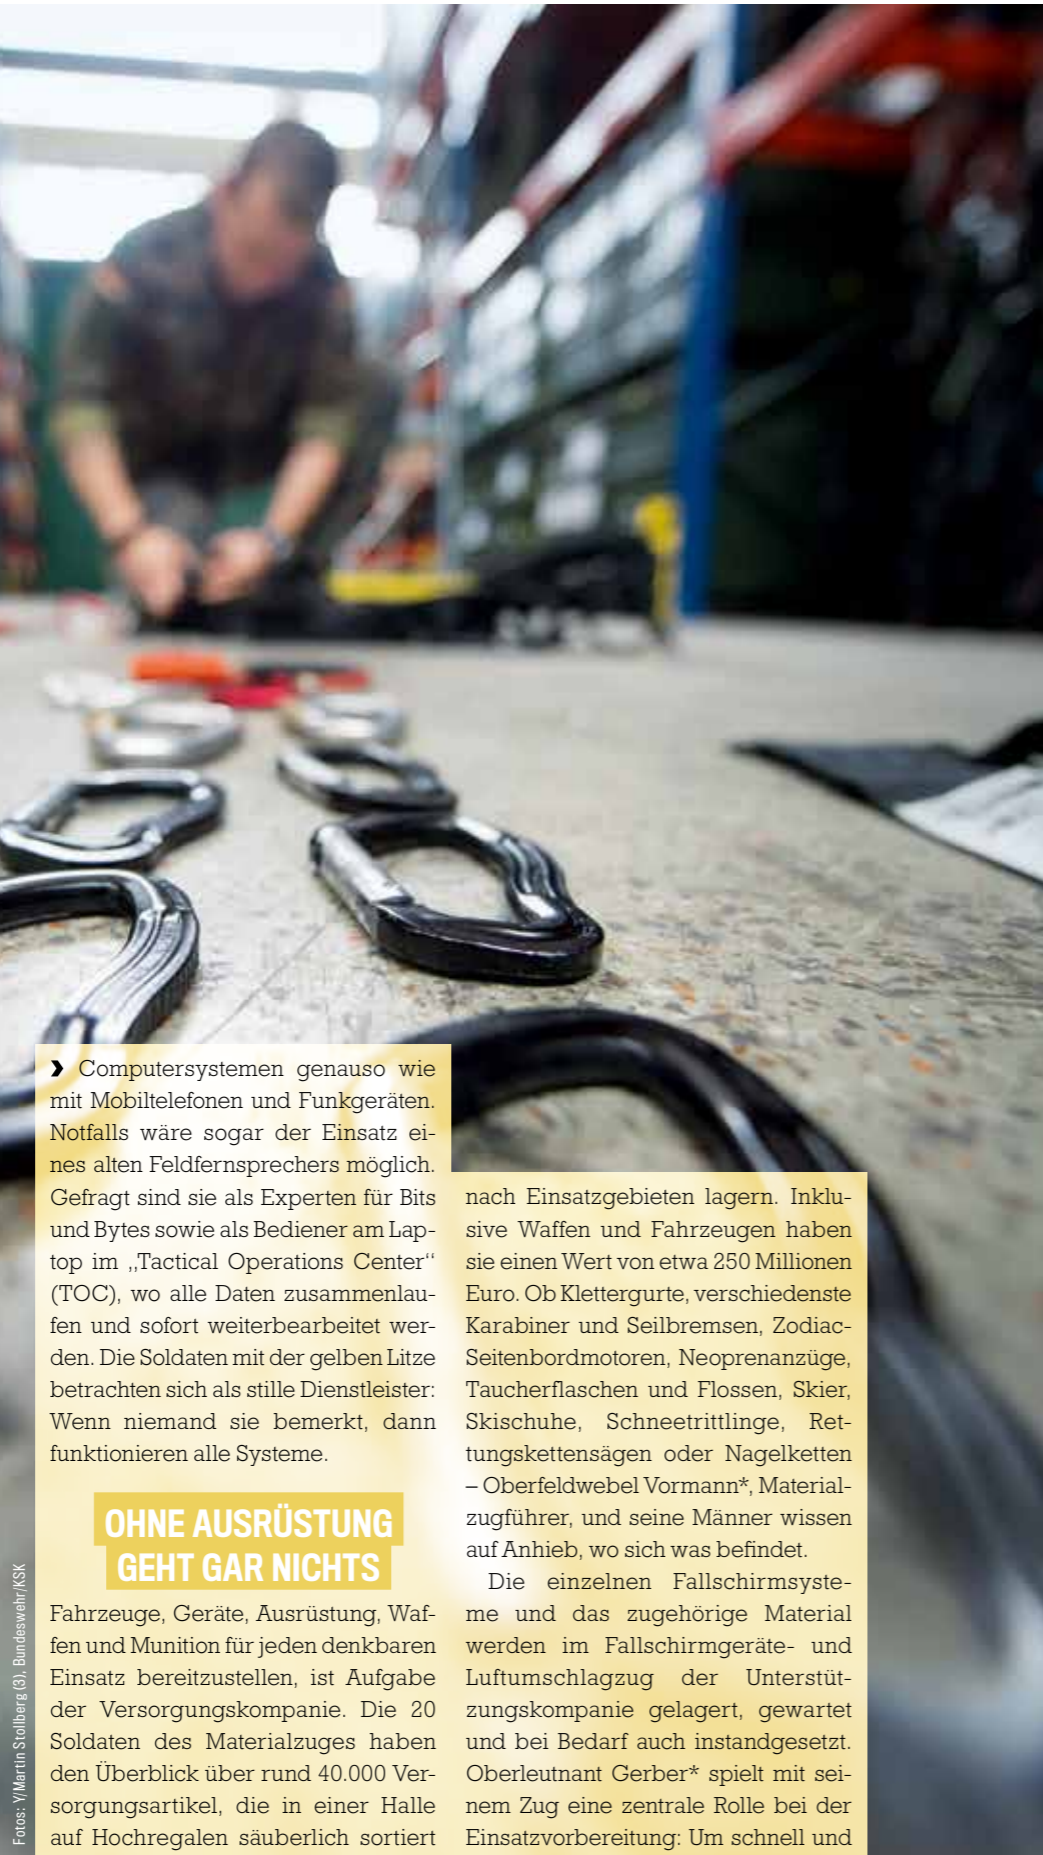 ❯ Computersystemen genauso wie
mit Mobiltelefonen und Funkgeräten.
Notfalls wäre sogar der Einsatz ei-
nes alten Feldfernsprechers möglich.
Gefragt sind sie als Experten für Bits
und Bytes sowie als Bediener am Lap-
top im „Tactical Operations Center“
(TOC), wo alle Daten zusammenlau-
fen und sofort weiterbearbeitet wer-
den. Die Soldaten mit der gelben Litze
betrachten sich als stille Dienstleister:
Wenn niemand sie bemerkt, dann
funktionieren alle Systeme.
OHNE AUSRÜSTUNG
GEHT GAR NICHTS
Fahrzeuge, Geräte, Ausrüstung, Waf-
fen und Munition für jeden denkbaren
Einsatz bereitzustellen, ist Aufgabe
der Versorgungskompanie. Die 20
Soldaten des Materialzuges haben
den Überblick über rund 40.000 Ver-
sorgungsartikel, die in einer Halle
auf Hochregalen säuberlich sortiert
nach Einsatzgebieten lagern. Inklu-
sive Waffen und Fahrzeugen haben
sie einen Wert von etwa 250 Millionen
Euro. Ob Klettergurte, verschiedenste
Karabiner und Seilbremsen, Zodiac-
Seitenbordmotoren, Neoprenanzüge,
Taucherflaschen und Flossen, Skier,
Skischuhe, Schneetrittlinge, Ret-
tungskettensägen oder Nagelketten
– Oberfeldwebel Vormann*, Material-
zugführer, und seine Männer wissen
auf Anhieb, wo sich was befindet.
Die einzelnen Fallschirmsyste-
me und das zugehörige Material
werden im Fallschirmgeräte- und
Luftumschlagzug der Unterstüt-
zungskompanie gelagert, gewartet
und bei Bedarf auch instandgesetzt.
Oberleutnant Gerber* spielt mit sei-
nem Zug eine zentrale Rolle bei der
Einsatzvorbereitung: Um schnell und
Fotos: Y/Martin Stollberg (3), Bundeswehr/KSK